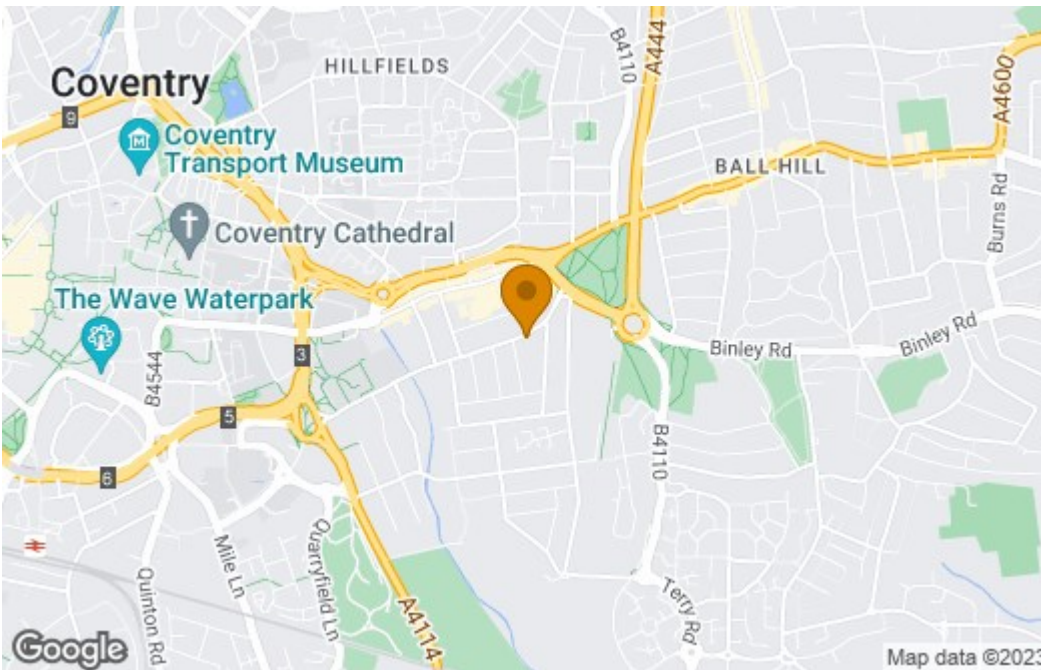 HILLFIELDS
B4110
A444
A4600
Coventry
9
Coventry
Transport Museum
BALL HILL
Coventry Cathedral
Burns Rd
The Wave Waterpark
3
Binley Rd
Binley Rd
B4544
5
6
B4110
Quarryfield Ln
Mile Ln
Quinton Rd
Terry Rd
A4114
Google
Map data ©2023